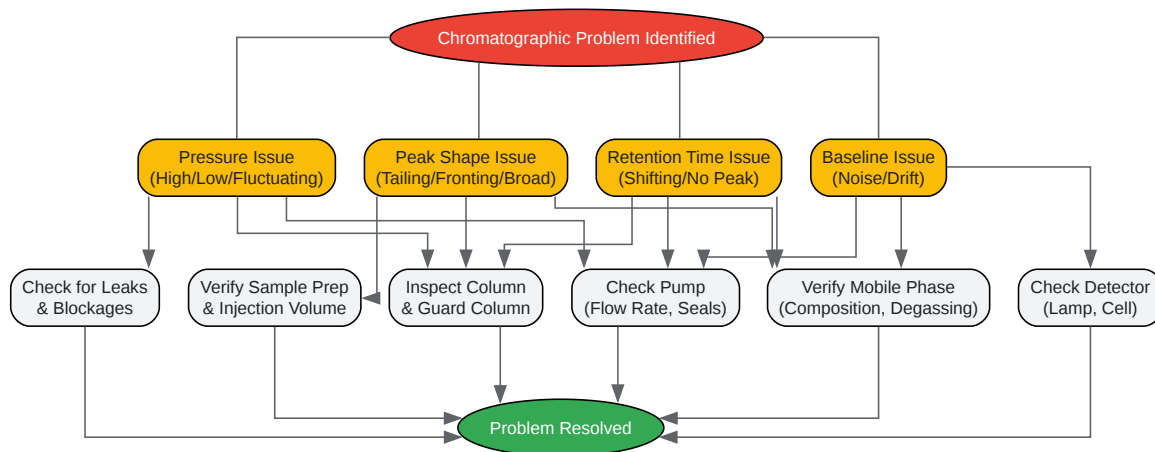 Chromatographic Problem Identified
Pressure Issue
(High/Low/Fluctuating)
Peak Shape Issue
(Tailing/Fronting/Broad)
Retention Time Issue
(Shifting/No Peak)
Baseline Issue
(Noise/Drift)
Check for Leaks
& Blockages
Verify Sample Prep
& Injection Volume
Inspect Column
& Guard Column
Check Pump
(Flow Rate, Seals)
Verify Mobile Phase
(Composition, Degassing)
Check Detector
(Lamp, Cell)
Problem Resolved